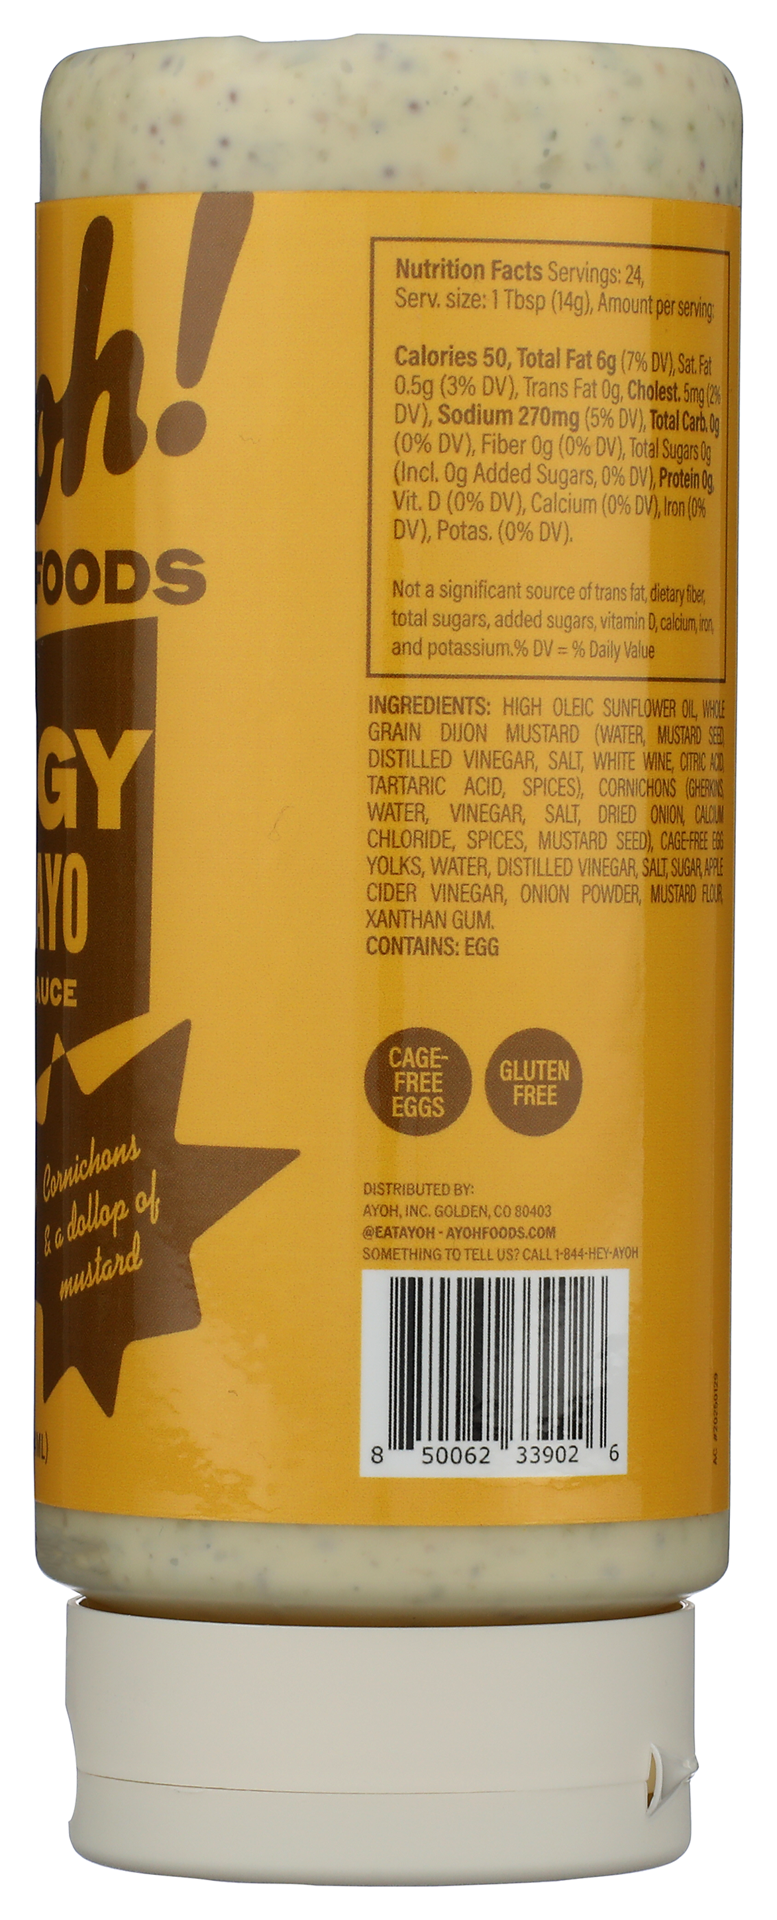 oh!
FOODS
GY
AYO
AUCE
Cornichons
& a dollop of
mustard
ML)
Nutrition Facts Servings: 24,
Serv. size: 1 Tbsp (14g), Amount per serving:
Calories 50, Total Fat 6g (7% DV), Sat. Fat
0.5g (3% DV), Trans Fat 0g, Cholest. 5mg (2%
DV), Sodium 270mg (5% DV), Total Carb. 0g
(0% DV), Fiber 0g (0% DV), Total Sugars 0g
(Incl. 0g Added Sugars, 0% DV), Protein 0g,
Vit. D (0% DV), Calcium (0% DV), Iron (0%
DV), Potas. (0% DV).
Not a significant source of trans fat, dietary fiber,
total sugars, added sugars, vitamin D, calcium, iron,
and potassium.% DV = % Daily Value
INGREDIENTS: HIGH OLEIC SUNFLOWER OIL, WHOLE
GRAIN DIJON MUSTARD (WATER, MUSTARD SEED,
DISTILLED VINEGAR, SALT, WHITE WINE, CITRIC ACID,
TARTARIC ACID, SPICES), CORNICHONS (GHERKINS,
WATER, VINEGAR, SALT, DRIED ONION, CALCIUM
CHLORIDE, SPICES, MUSTARD SEED), CAGE-FREE EGG
YOLKS, WATER, DISTILLED VINEGAR, SALT, SUGAR, APPLE
CIDER VINEGAR, ONION POWDER, MUSTARD FLOUR,
XANTHAN GUM.
CONTAINS: EGG
CAGE-
FREE
EGGS
GLUTEN
FREE
DISTRIBUTED BY:
AYOH, INC. GOLDEN, CO 80403
@EATAYOH - AYOHFOODS.COM
SOMETHING TO TELL US? CALL 1-844-HEY-AYOH
8 50062 33902 6